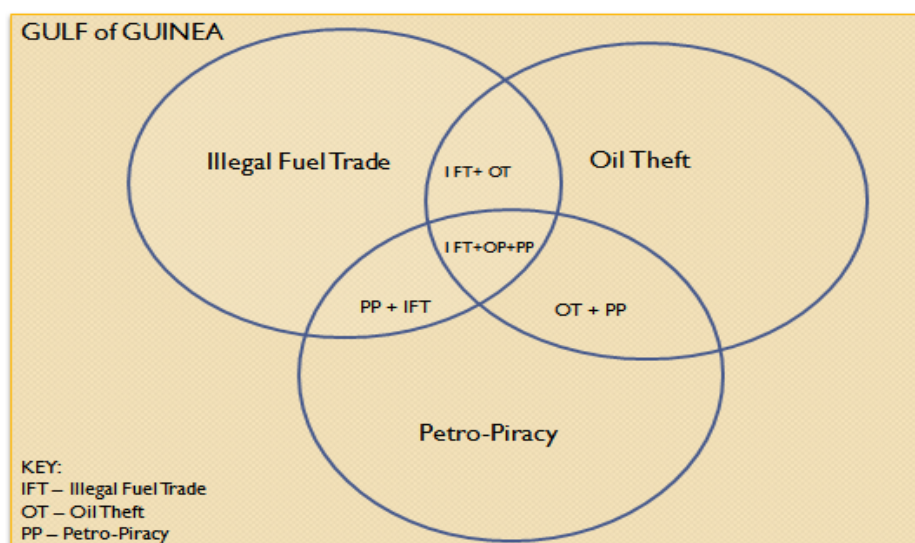 GULF of GUINEA
Illegal Fuel Trade
Oil Theft
IFT+ OT
IFT+OP+PP
PP + IFT
OT + PP
Petro-Piracy
KEY:
IFT – Illegal Fuel Trade
OT – Oil Theft
PP – Petro-Piracy